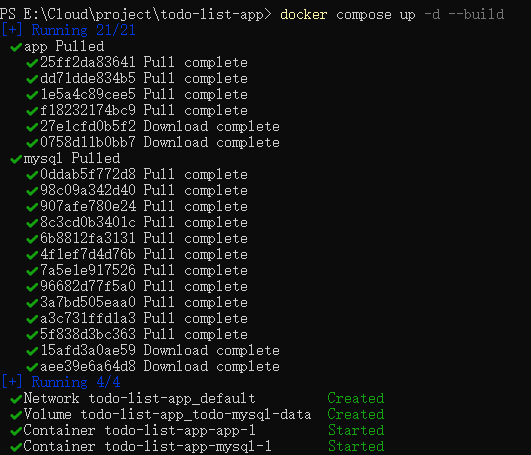 PS E:\Cloud\project\todo-list-app> docker compose up -d --build
[+] Running 21/21
✔app Pulled
✔25ff2da83641 Pull complete
✔dd71dde834b5 Pull complete
✔1e5a4c89cee5 Pull complete
✔f18232174bc9 Pull complete
✔27e1cfd0b5f2 Download complete
✔0758d11b0bb7 Download complete
✔mysql Pulled
✔0ddab5f772d8 Pull complete
✔98c09a342d40 Pull complete
✔907afe780e24 Pull complete
✔8c3cd0b3401c Pull complete
✔6b8812fa3131 Pull complete
✔4f1ef7d4d76b Pull complete
✔7a5e1e917526 Pull complete
✔96682d77f5a0 Pull complete
✔3a7bd505eaa0 Pull complete
✔a3c731ffd1a3 Pull complete
✔5f838d3bc363 Pull complete
✔15afd3a0ae59 Download complete
✔aee39e6a64d8 Download complete
[+] Running 4/4
✔Network todo-list-app_default Created
✔Volume todo-list-app_todo-mysql-data Created
✔Container todo-list-app-app-1 Started
✔Container todo-list-app-mysql-1 Started